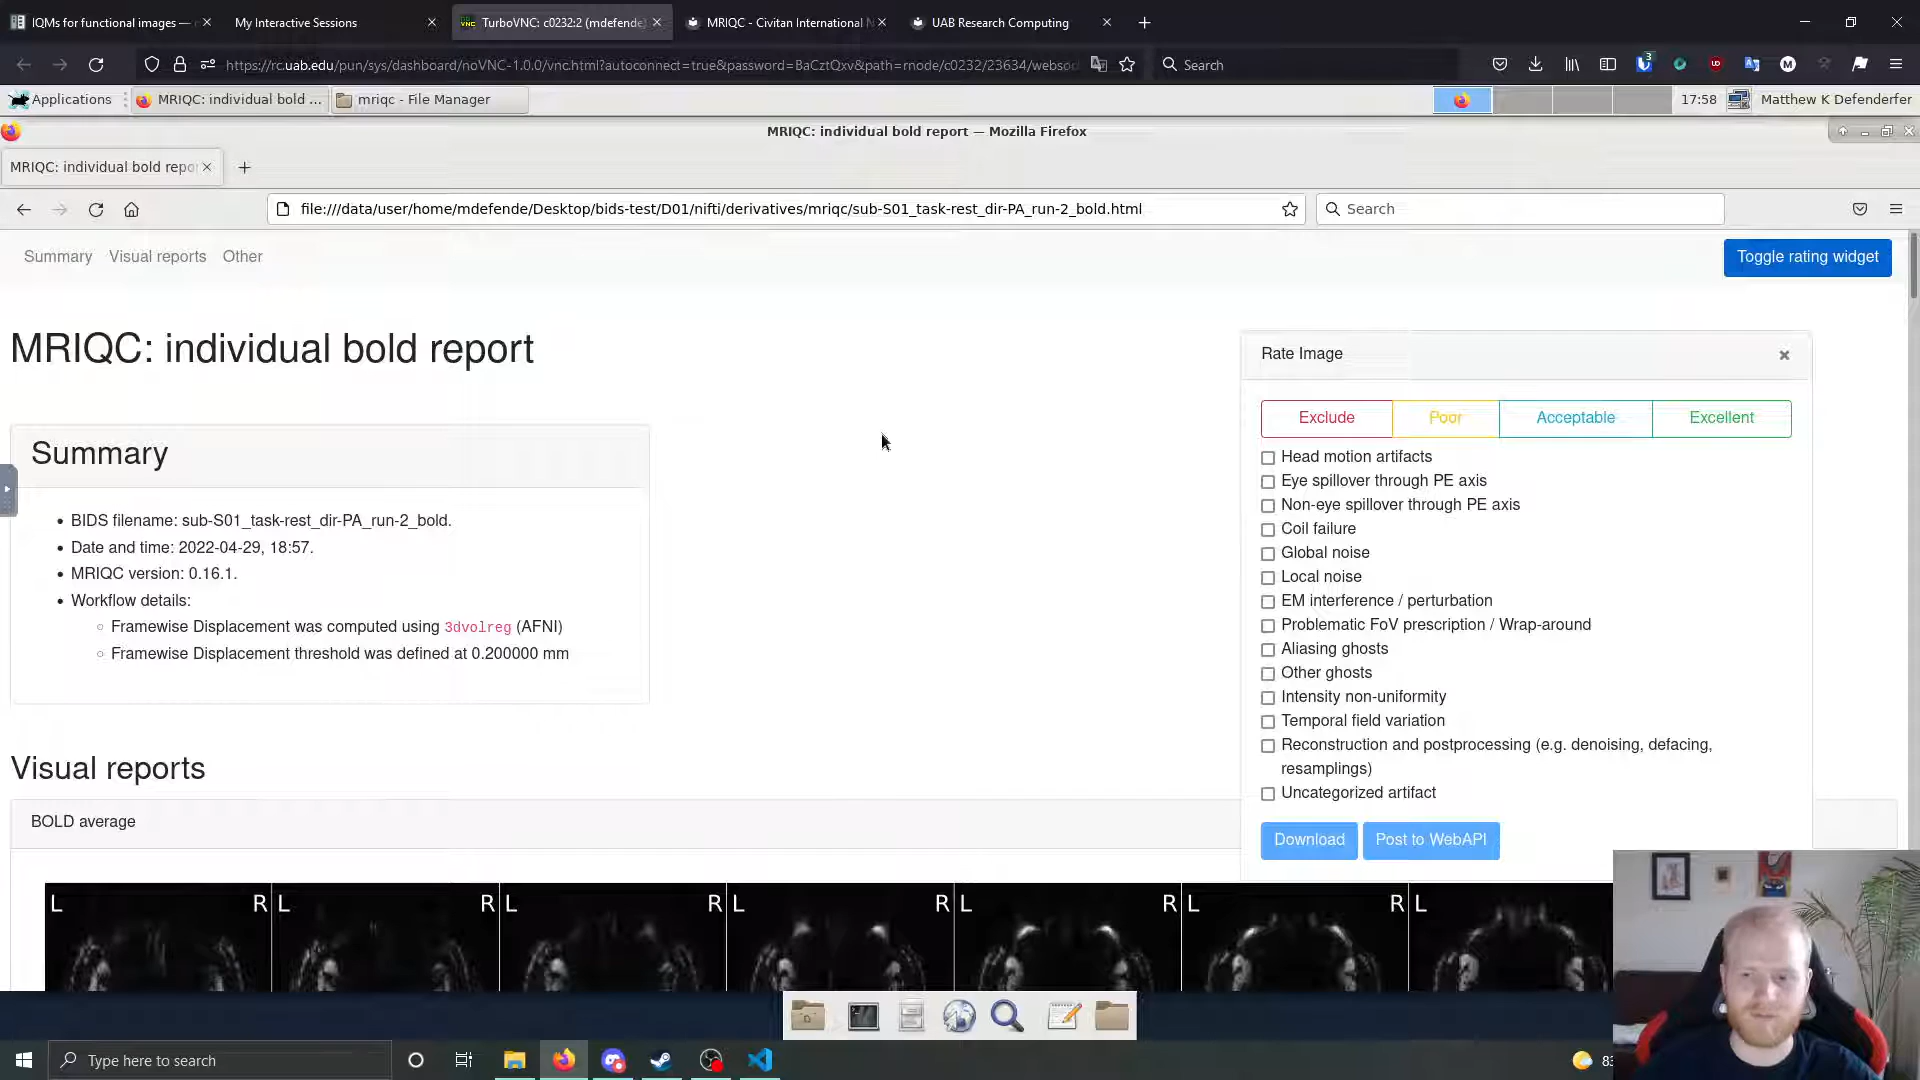 IQMs for functional images —
My Interactive Sessions
TurboVNC: c0232:2 (mdefende
MRIQC - Civitan International N
UAB Research Computing
https://rc.uab.edu/pun/sys/dashboard/noVNC-1.0.0/vnc.html?autoconnect=true&password=BaCztQxv&path=rnode/c0232/23634/websoc
Search
3
Applications
MRIQC: individual bold ...
mriqc - File Manager
17:58
Matthew K Defenderfer
MRIQC: individual bold report — Mozilla Firefox
MRIQC: individual bold repor
file:///data/user/home/mdefende/Desktop/bids-test/D01/nifti/derivatives/mriqc/sub-S01_task-rest_dir-PA_run-2_bold.html
Search
Summary
Visual reports
Other
Toggle rating widget
MRIQC: individual bold report
Summary
• BIDS filename: sub-S01_task-rest_dir-PA_run-2_bold.
• Date and time: 2022-04-29, 18:57.
• MRIQC version: 0.16.1.
• Workflow details:
◦ Framewise Displacement was computed using 3dvolreg (AFNI)
◦ Framewise Displacement threshold was defined at 0.200000 mm
Rate Image
Exclude
Poor
Acceptable
Excellent
Head motion artifacts
Eye spillover through PE axis
Non-eye spillover through PE axis
Coil failure
Global noise
Local noise
EM interference / perturbation
Problematic FoV prescription / Wrap-around
Aliasing ghosts
Other ghosts
Intensity non-uniformity
Temporal field variation
Reconstruction and postprocessing (e.g. denoising, defacing,
resamplings)
Uncategorized artifact
Download
Post to WebAPI
Visual reports
BOLD average
L R L R L R L R L R L R L
Type here to search
83